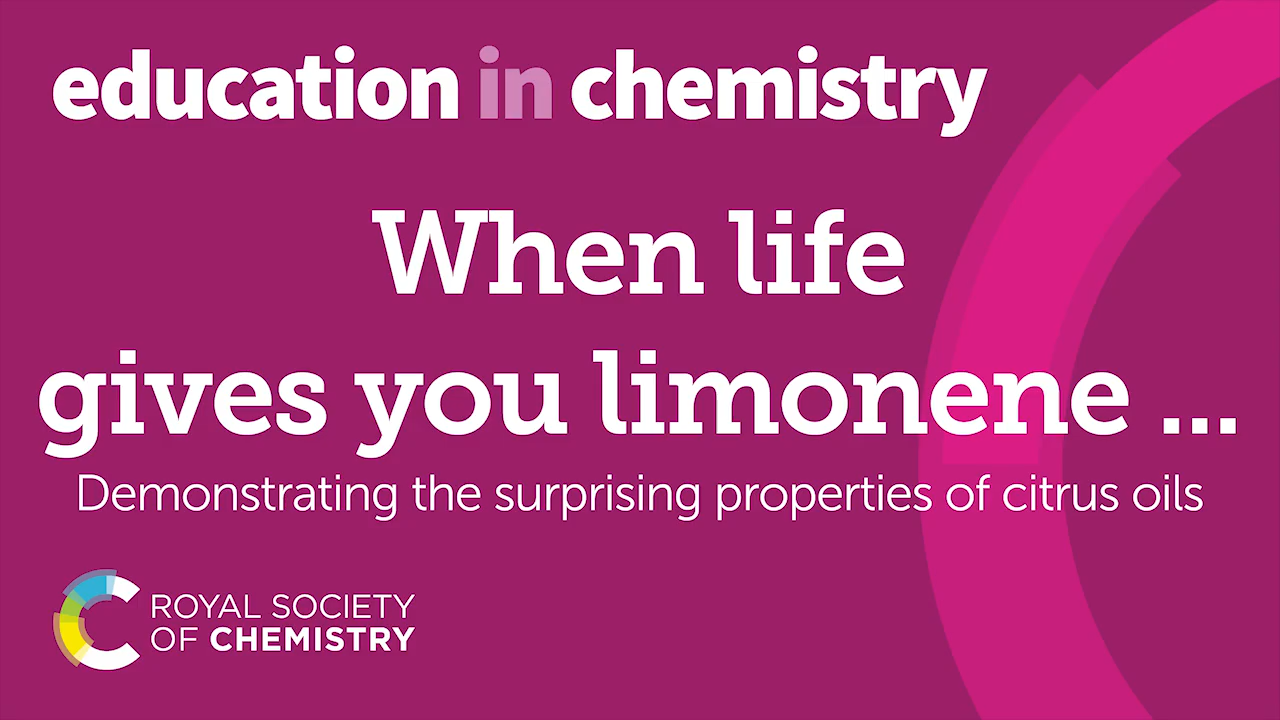 education in chemistry
When life
gives you limonene ...
Demonstrating the surprising properties of citrus oils
ROYAL SOCIETY
OF CHEMISTRY